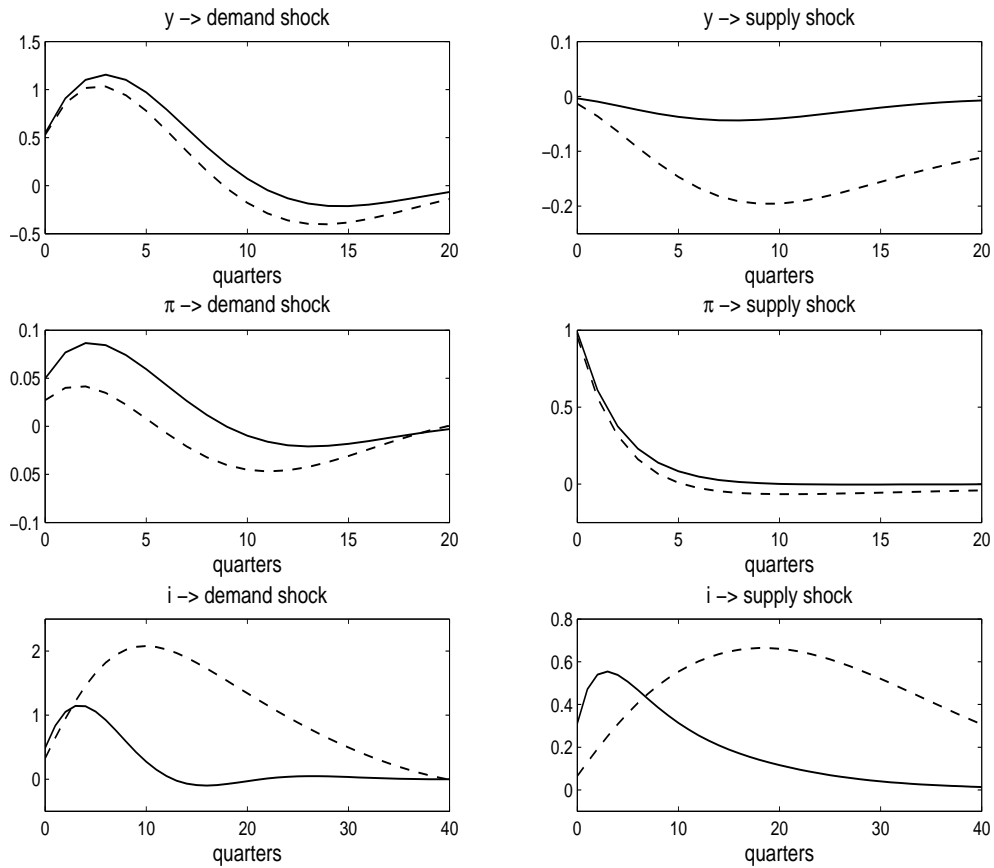 y −> demand shock
1.5
1
0.5
0
−0.5
0 5 10 15 20
quarters
y −> supply shock
0.1
0
−0.1
−0.2
0 5 10 15 20
quarters
π −> demand shock
0.1
0.05
0
0.05
−0.1
0 5 10 15 20
quarters
π −> supply shock
1
0.5
0
0 5 10 15 20
quarters
i −> demand shock
2
1
0
0 10 20 30 40
quarters
i −> supply shock
0.8
0.6
0.4
0.2
0
0 10 20 30 40
quarters